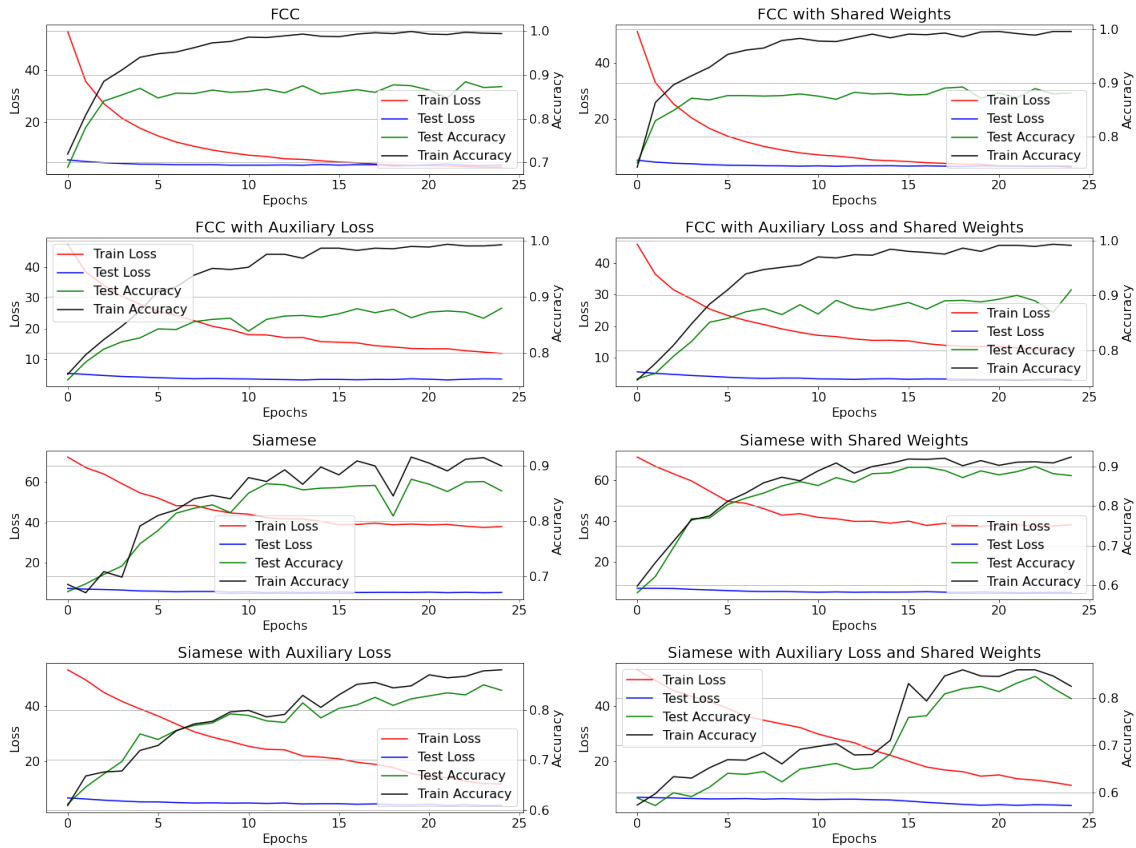 FCC
Loss
40
20
1.0
0.9
0.8
0.7
Accuracy
Train Loss
Test Loss
Test Accuracy
Train Accuracy
0 5 10 15 20 25
Epochs
FCC with Shared Weights
Loss
40
20
1.0
0.9
0.8
Accuracy
Train Loss
Test Loss
Test Accuracy
Train Accuracy
0 5 10 15 20 25
Epochs
FCC with Auxiliary Loss
Loss
40
30
20
10
1.0
0.9
0.8
Accuracy
Train Loss
Test Loss
Test Accuracy
Train Accuracy
0 5 10 15 20 25
Epochs
FCC with Auxiliary Loss and Shared Weights
Loss
40
30
20
10
1.0
0.9
0.8
Accuracy
Train Loss
Test Loss
Test Accuracy
Train Accuracy
0 5 10 15 20 25
Epochs
Siamese
Loss
60
40
20
0.9
0.8
0.7
Accuracy
Train Loss
Test Loss
Test Accuracy
Train Accuracy
0 5 10 15 20 25
Epochs
Siamese with Shared Weights
Loss
60
40
20
0.9
0.8
0.7
0.6
Accuracy
Train Loss
Test Loss
Test Accuracy
Train Accuracy
0 5 10 15 20 25
Epochs
Siamese with Auxiliary Loss
Loss
40
20
0.8
0.7
0.6
Accuracy
Train Loss
Test Loss
Test Accuracy
Train Accuracy
0 5 10 15 20 25
Epochs
Siamese with Auxiliary Loss and Shared Weights
Loss
40
20
0.8
0.7
0.6
Accuracy
Train Loss
Test Loss
Test Accuracy
Train Accuracy
0 5 10 15 20 25
Epochs